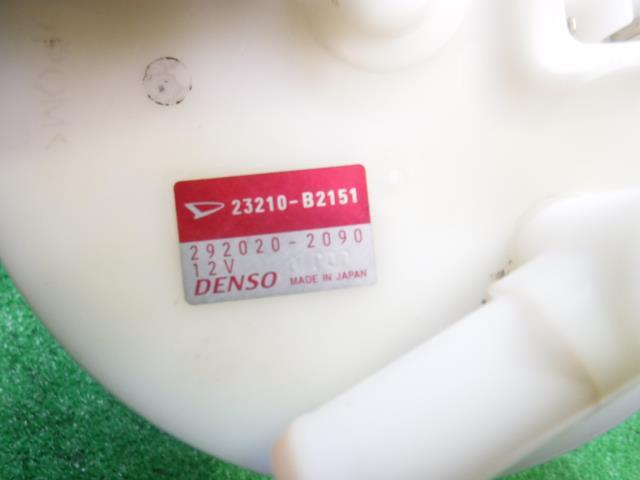 23210-B2151
292020-2090
12V
DENSO MADE IN JAPAN